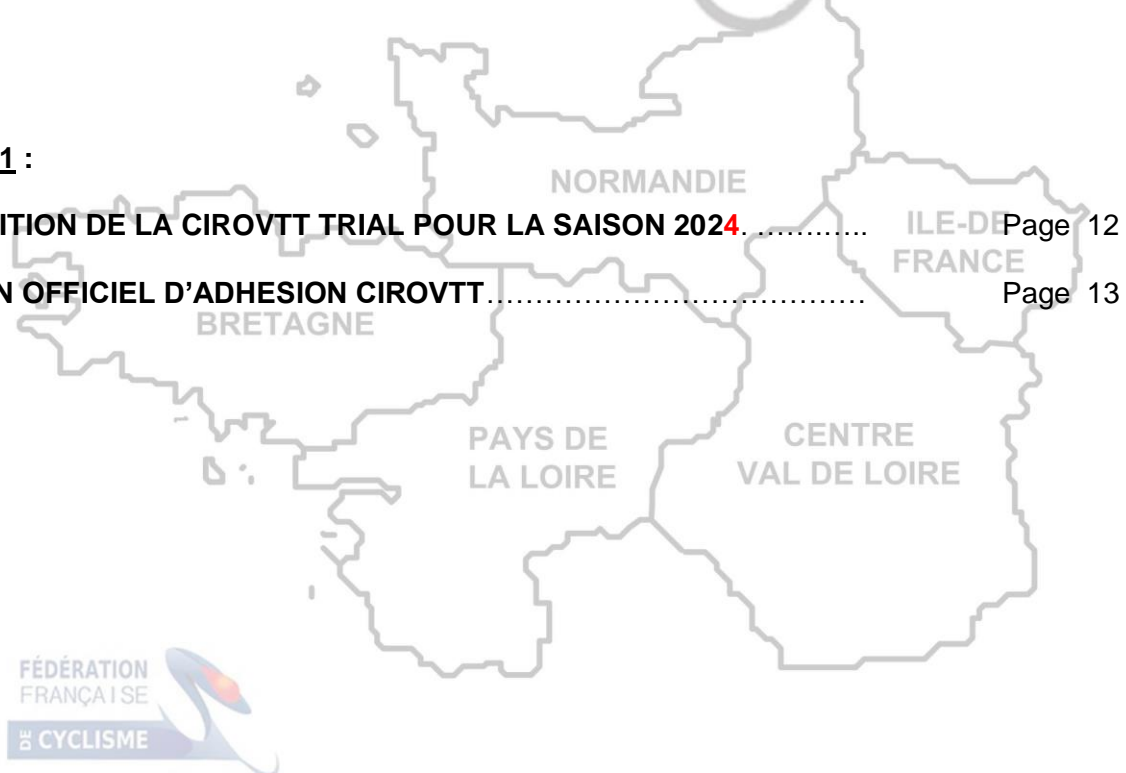 1 :
NORMANDIE
ITION DE LA CIROVTT TRIAL POUR LA SAISON 2024. ………… Page 12
ILE-DE
FRANCE
N OFFICIEL D’ADHESION CIROVTT………………………………… Page 13
BRETAGNE
PAYS DE
LA LOIRE
CENTRE
VAL DE LOIRE
FÉDÉRATION
FRANÇAISE
DE CYCLISME